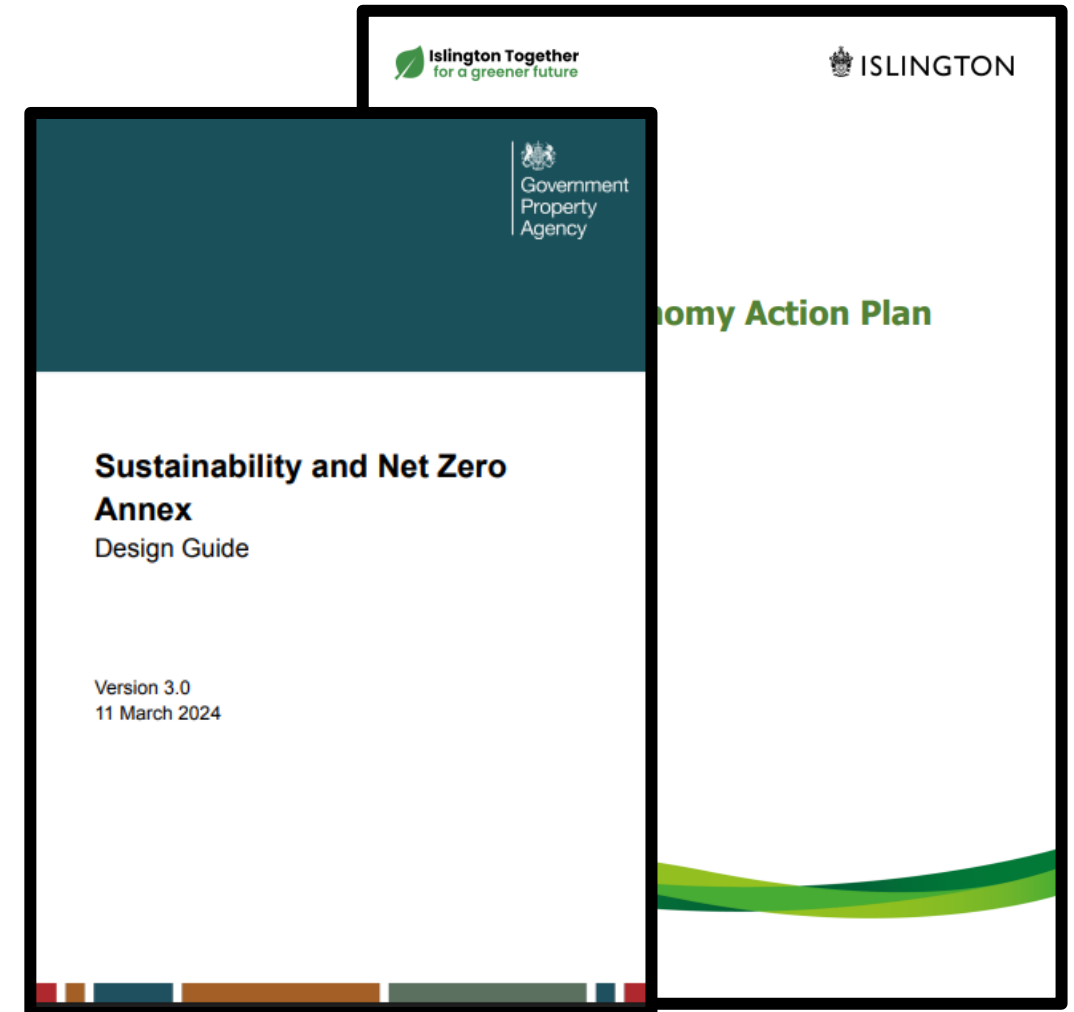 Islington Together
for a greener future
ISLINGTON
Action Plan
Government
Property
Agency
Sustainability and Net Zero
Annex
Design Guide
Version 3.0
11 March 2024